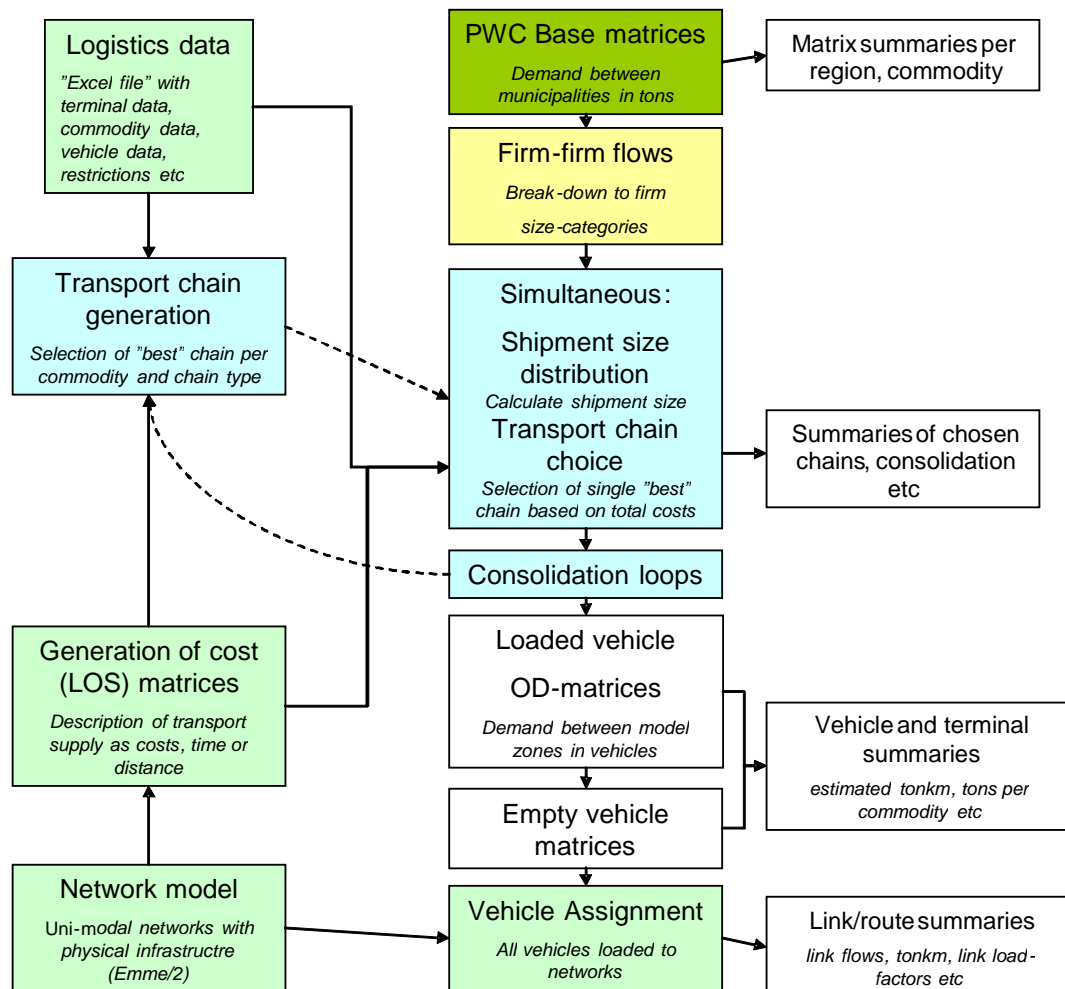 Logistics data
"Excel file" with
terminal data,
commodity data,
vehicle data,
restrictions etc
PWC Base matrices
Demand between
municipalities in tons
Matrix summaries per
region, commodity
Firm-firm flows
Break-down to firm
size-categories
Transport chain
generation
Selection of "best" chain per
commodity and chain type
Simultaneous:
Shipment size
distribution
Calculate shipment size
Transport chain
choice
Selection of single "best"
chain based on total costs
Summaries of chosen
chains, consolidation
etc
Consolidation loops
Generation of cost
(LOS) matrices
Description of transport
supply as costs, time or
distance
Loaded vehicle
OD-matrices
Demand between model
zones in vehicles
Vehicle and terminal
summaries
estimated tonkm, tons per
commodity etc
Empty vehicle
matrices
Network model
Uni-modal networks with
physical infrastructre
(Emme/2)
Vehicle Assignment
All vehicles loaded to
networks
Link/route summaries
link flows, tonkm, link load-
factors etc